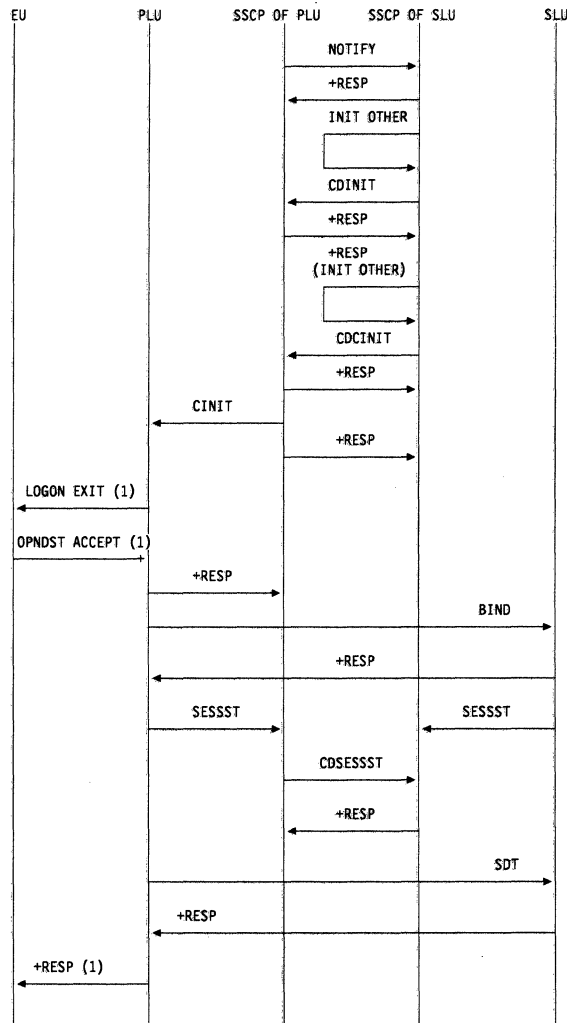 EU PLU SSCP OF PLU SSCP OF SLU SLU
NOTIFY
+RESP
INIT OTHER
CDINIT
+RESP
+RESP
(INIT OTHER)
CDCINIT
+RESP
CINIT
+RESP
LOGON EXIT (1)
OPNDST ACCEPT (1)
+RESP
BIND
+RESP
SESSST SESSST
CDSESSST
+RESP
SDT
+RESP
+RESP (1)